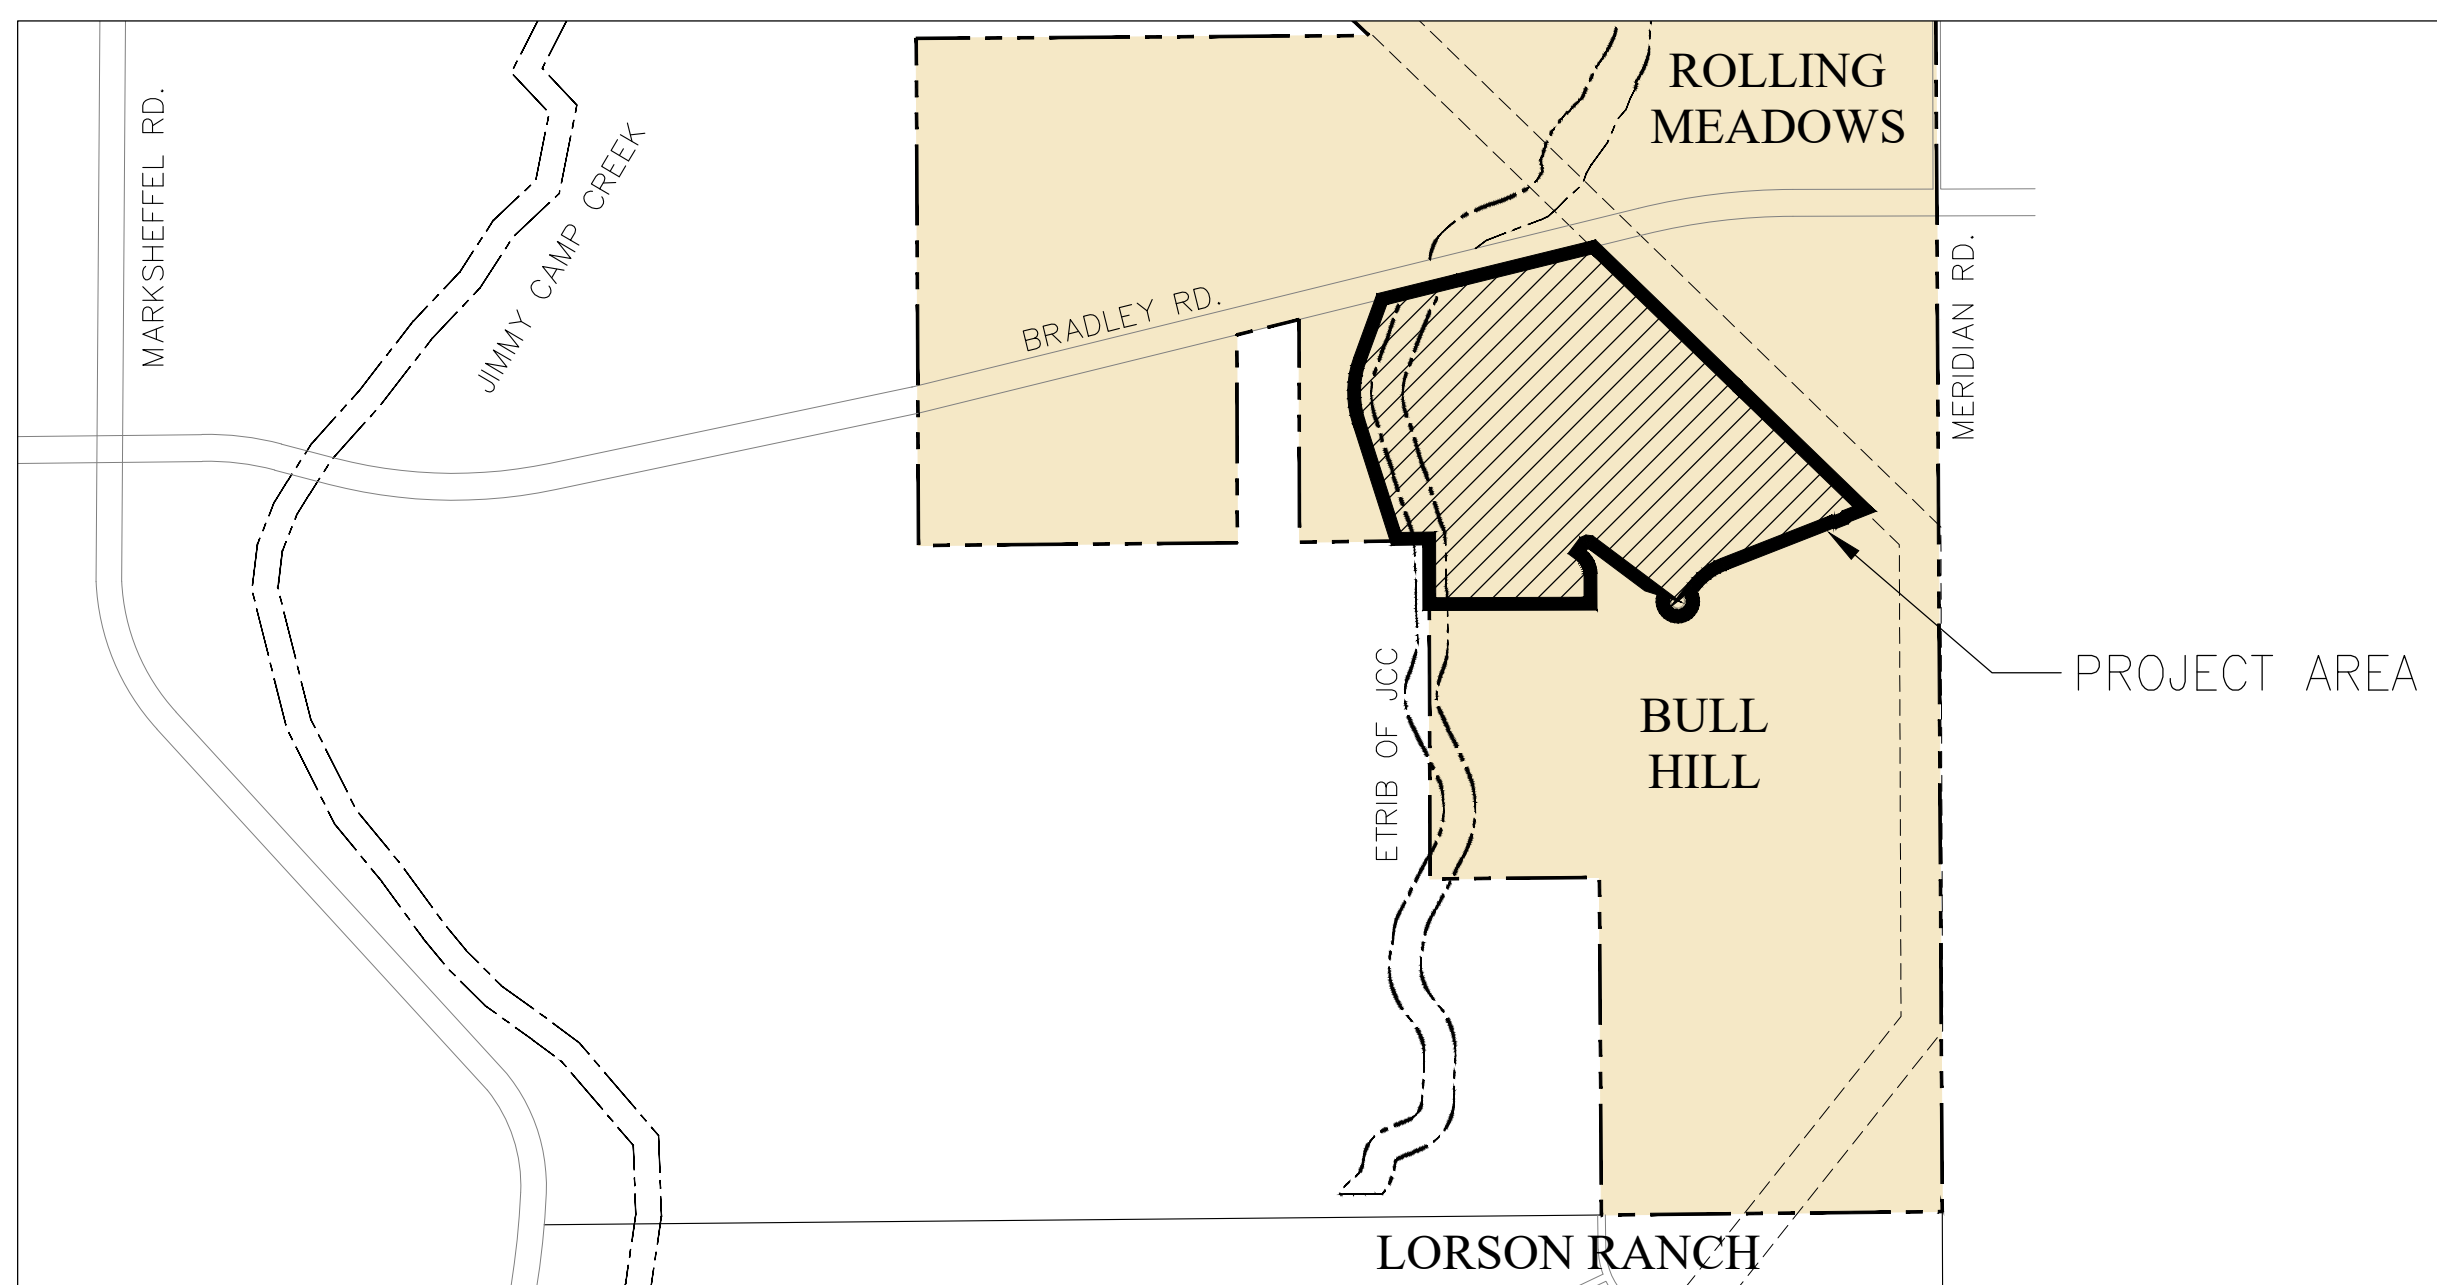 ROLLING
MEADOWS
MARKSHEFFEL RD.
JIMMY CAMP CREEK
BRADLEY RD.
MERIDIAN RD.
PROJECT AREA
ETRIB OF JCC
BULL
HILL
LORSON RANCH